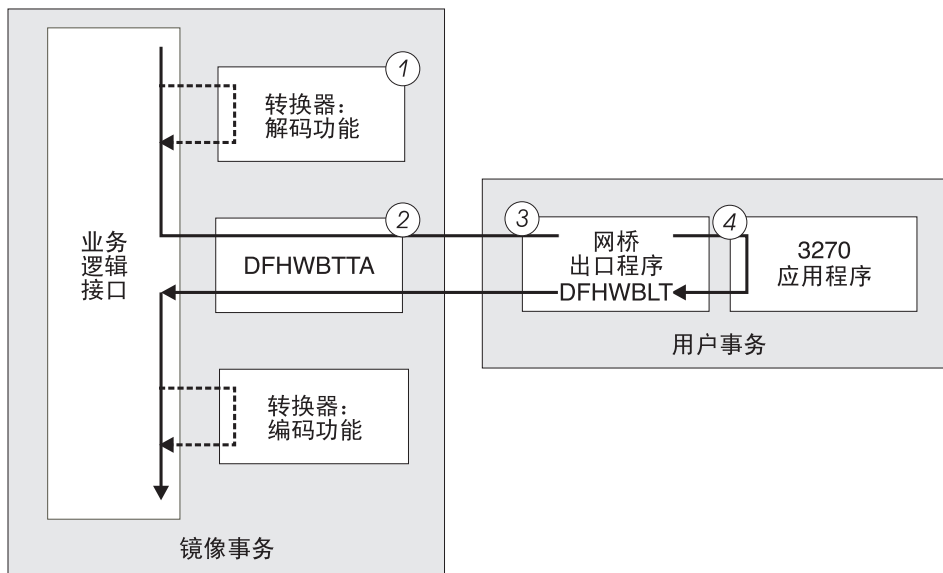 1
转换器：
解码功能
业务
逻辑
接口
2
DFHWBTTA
3
网桥
出口程序
DFHWBLT
4
3270
应用程序
用户事务
转换器：
编码功能
镜像事务